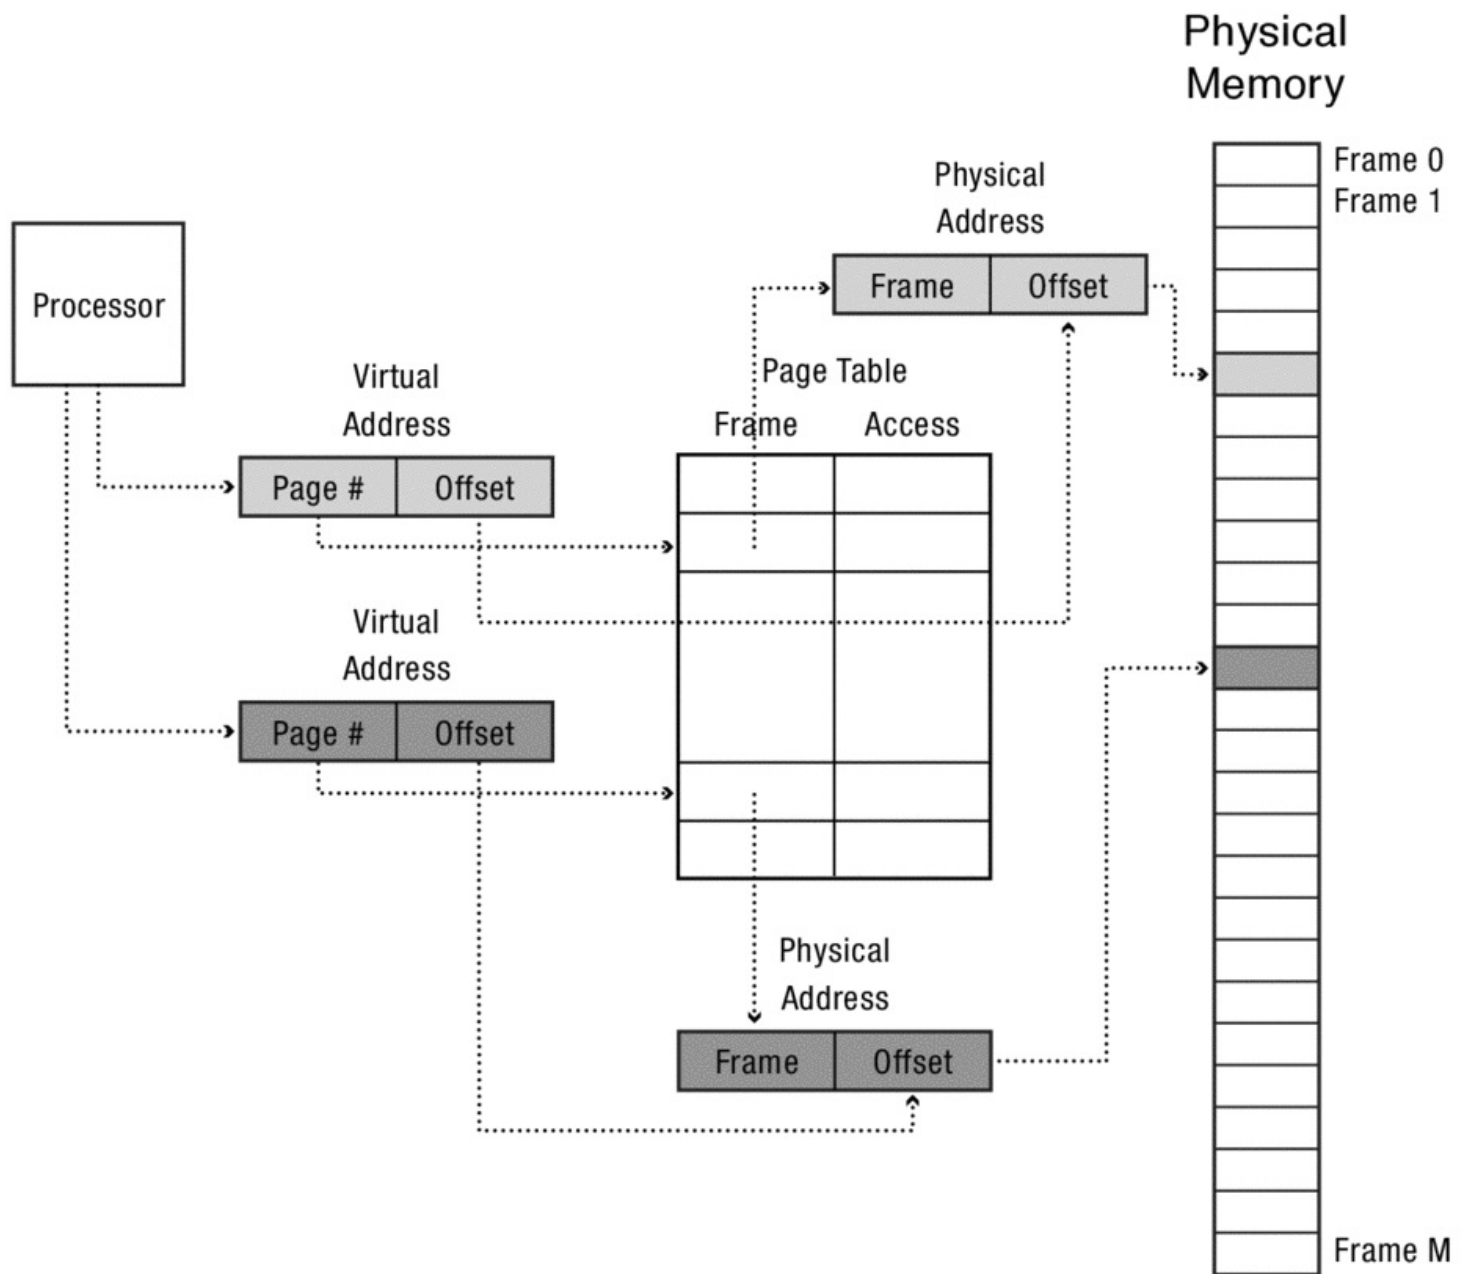 Physical
Memory
Frame 0
Physical
Frame 1
Address
Processor
Frame Offset
Virtual
Page Table
Address
Frame Access
Page # Offset
Virtual
Address
Page # Offset
Physical
Address
Frame Offset
Frame M